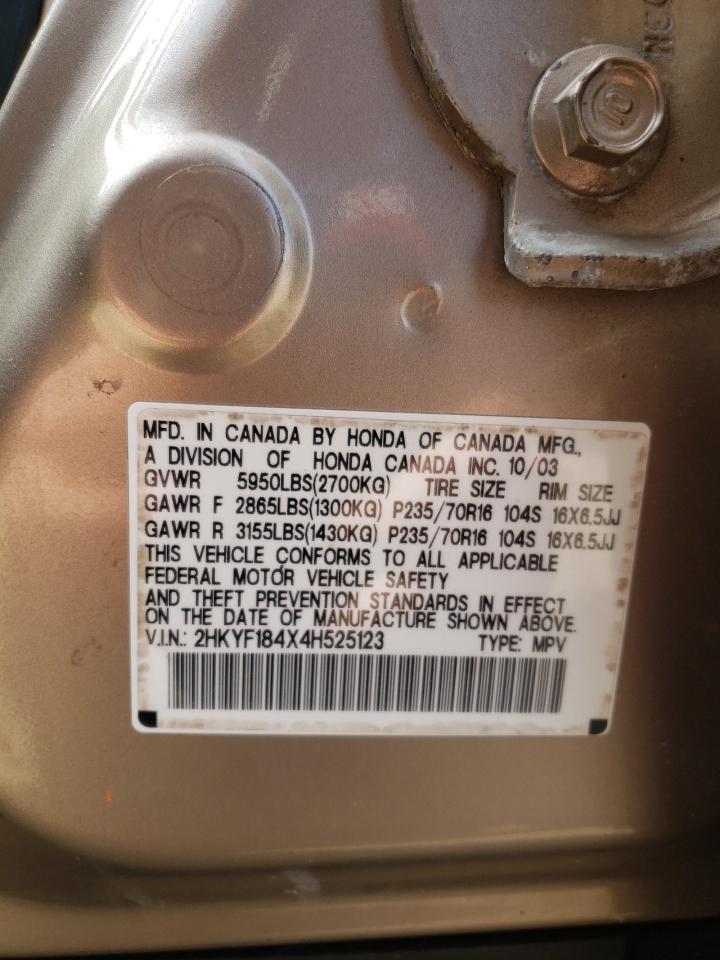 03N
10
MFD. IN CANADA BY HONDA OF CANADA MFG.,
A DIVISION OF HONDA CANADA INC. 10/03
GVWR 5950LBS(2700KG) TIRE SIZE RIM SIZE
GAWR F 2865LBS(1300KG) P235/70R16 104S 16X6.5JJ
GAWR R 3155LBS(1430KG) P235/70R16 104S 16X6.5JJ
THIS VEHICLE CONFORMS TO ALL APPLICABLE
FEDERAL MOTOR VEHICLE SAFETY
AND THEFT PREVENTION STANDARDS IN EFFECT
ON THE DATE OF MANUFACTURE SHOWN ABOVE.
V.I.N.: 2HKYF184X4H525123 TYPE: MPV